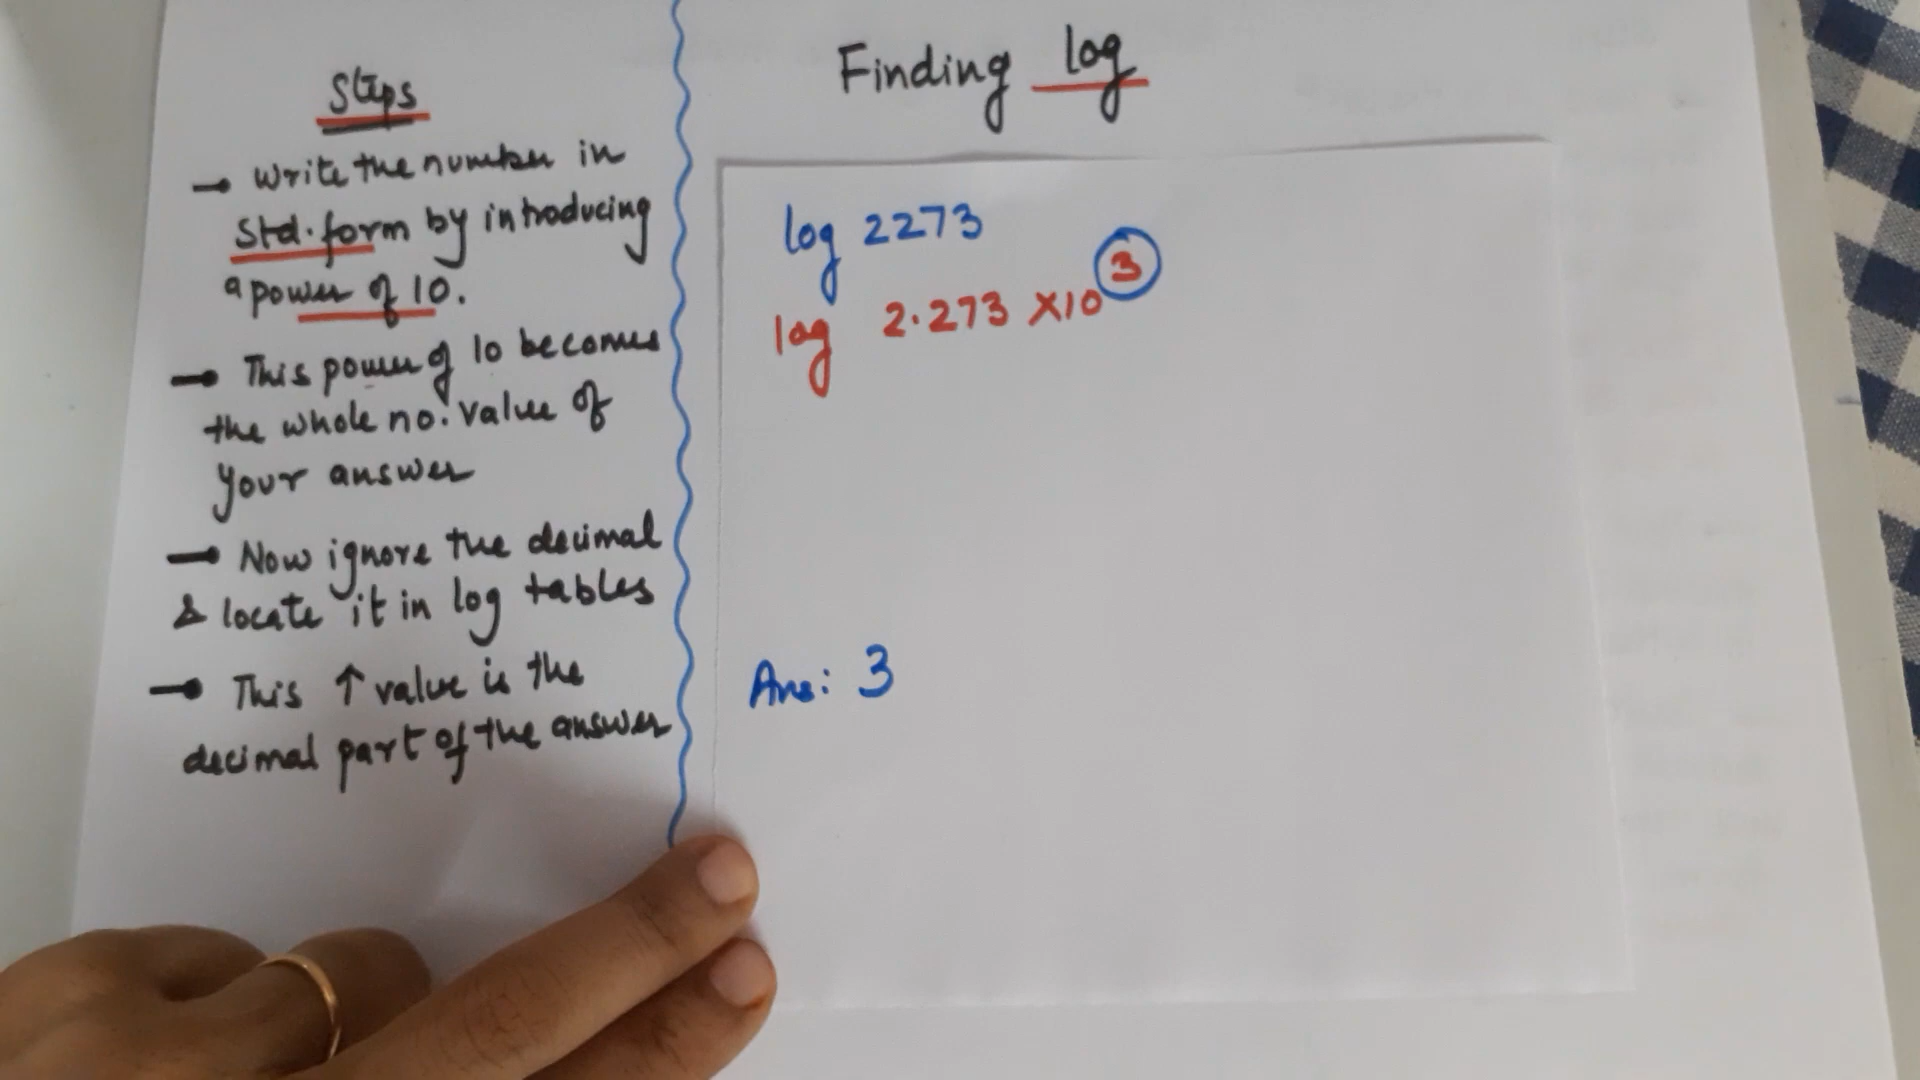 Steps
→ Write the number in
Std. form by introducing
a power of 10.
→ This power of 10 becomes
the whole no. value of
your answer
→ Now ignore the decimal
& locate it in log tables
→ This ↑ value is the
decimal part of the answer
Finding log
log 2273
log 2.273 ×10³
Ans: 3